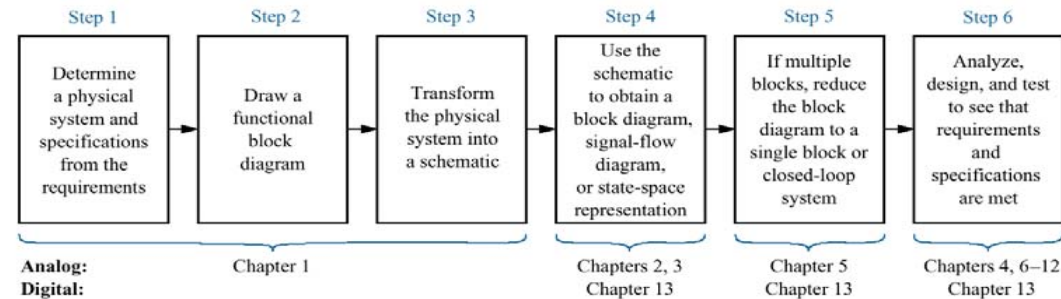 Step 1
Determine
a physical
system and
specifications
from the
requirements
Step 2
Draw a
functional
block
diagram
Step 3
Transform
the physical
system into
a schematic
Step 4
Use the
schematic
to obtain a
block diagram,
signal-flow
diagram,
or state-space
representation
Step 5
If multiple
blocks, reduce
the block
diagram to a
single block or
closed-loop
system
Step 6
Analyze,
design, and test
to see that
requirements
and
specifications
are met
Analog: Chapter 1 Chapters 2, 3 Chapter 5 Chapters 4, 6–12
Digital: Chapter 13 Chapter 13 Chapter 13